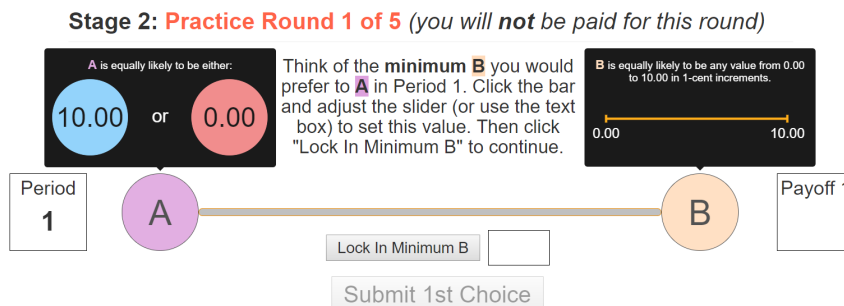 Stage 2: Practice Round 1 of 5 (you will not be paid for this round)
A is equally likely to be either:
10.00 or 0.00
Think of the minimum B you would
prefer to A in Period 1. Click the bar
and adjust the slider (or use the text
box) to set this value. Then click
"Lock In Minimum B" to continue.
B is equally likely to be any value from 0.00
to 10.00 in 1-cent increments.
0.00 10.00
Period
1
A
B
Payoff
Lock In Minimum B
Submit 1st Choice